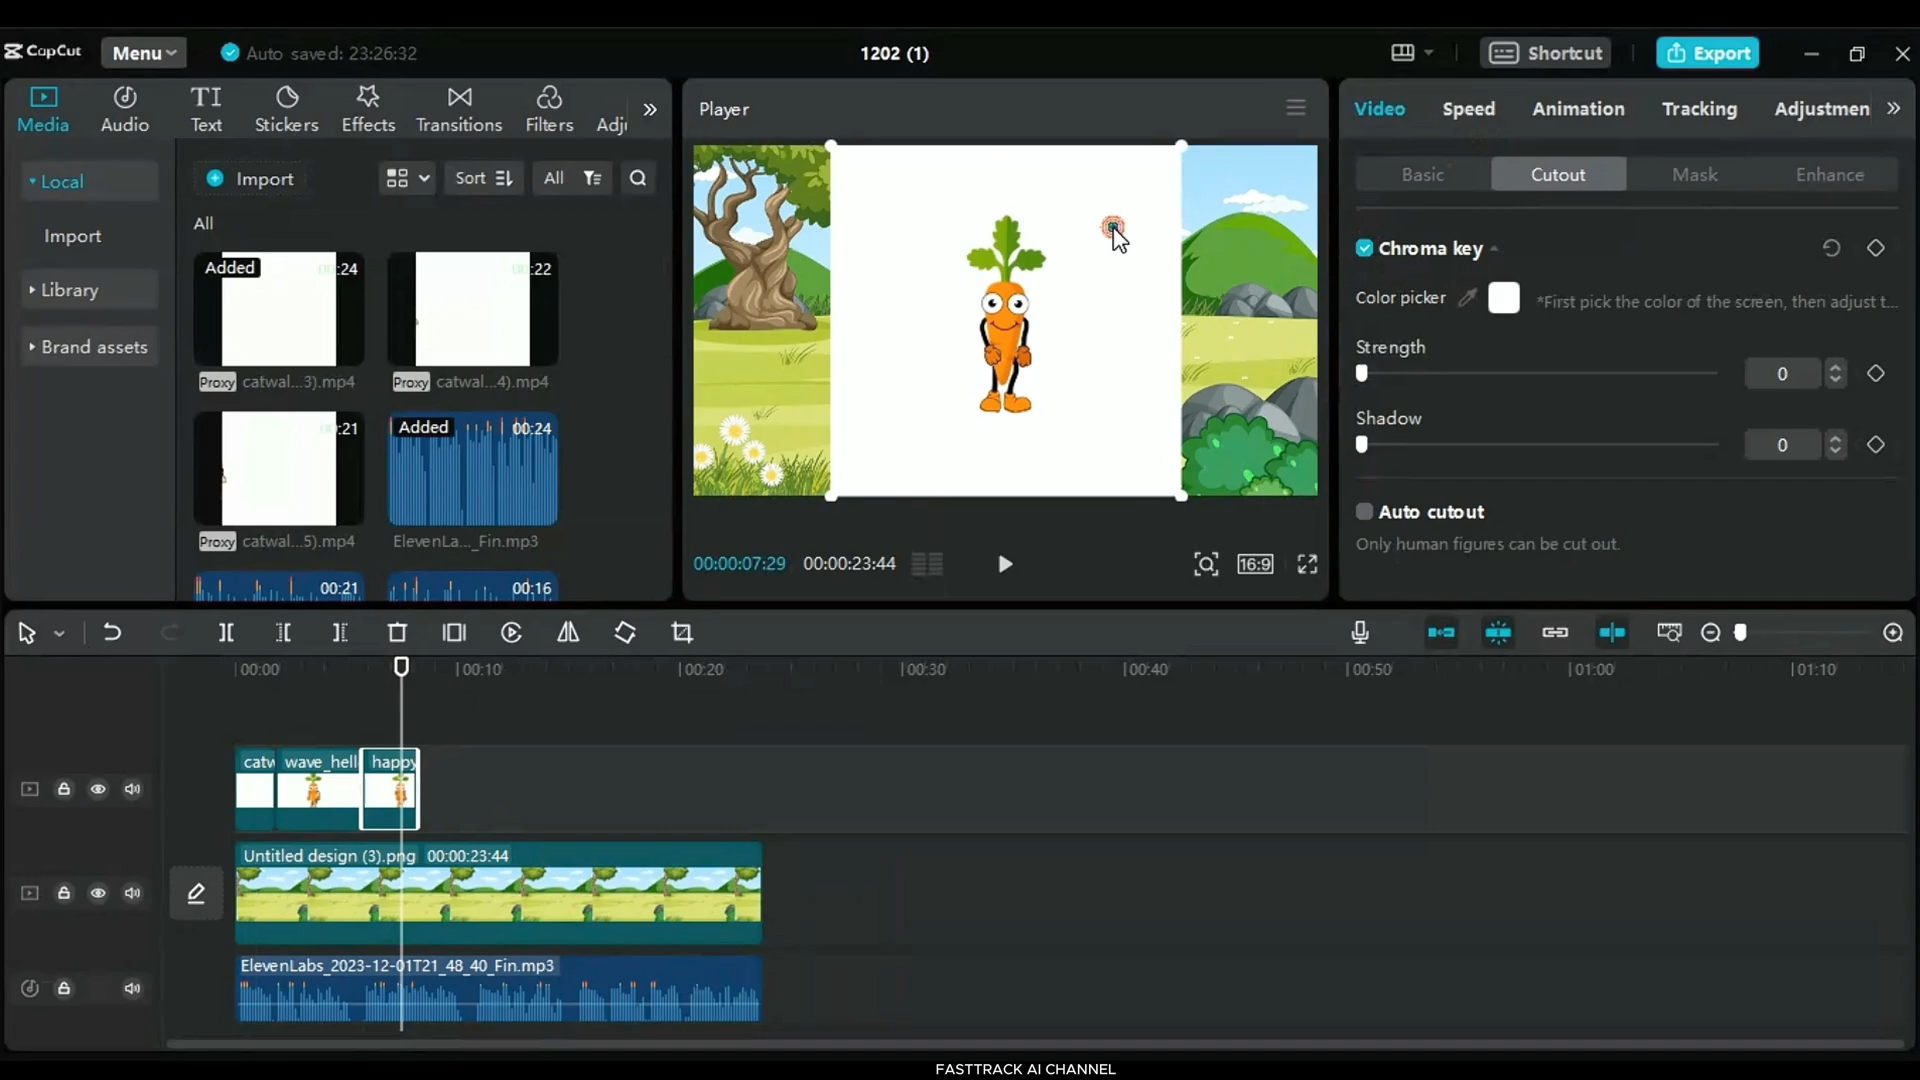 CapCut
Menu
Auto saved: 23:26:32
1202 (1)
Shortcut
Export
Media
Audio
TI
Text
Stickers
Effects
Transitions
Filters
Adj
Player
Video
Speed
Animation
Tracking
Adjustmen
Local
Import
Library
Brand assets
Import
Sort
All
All
Added
:24
:22
Proxy
catwal...3).mp4
Proxy
catwal...4).mp4
:21
Added
00:24
Proxy
catwal...5).mp4
ElevenLa..._Fin.mp3
00:21
00:16
00:00:07:29
00:00:23:44
16:9
Basic
Cutout
Mask
Enhance
Chroma key
Color picker
*First pick the color of the screen, then adjust t...
Strength
0
Shadow
0
Auto cutout
Only human figures can be cut out.
00:00
00:10
00:20
00:30
00:40
00:50
01:00
01:10
catw
wave_hell
happy
Untitled design (3).png 00:00:23:44
ElevenLabs_2023-12-01T21_48_40_Fin.mp3
FASTTRACK AI CHANNEL